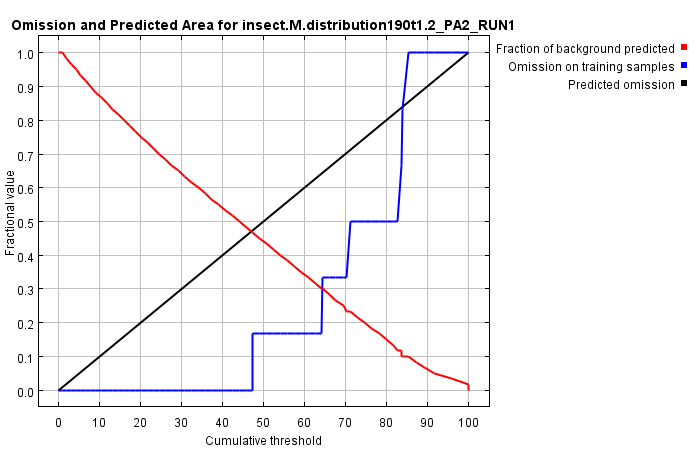 Omission and Predicted Area for insect.M.distribution190t1.2_PA2_RUN1
Fraction of background predicted
Omission on training samples
Predicted omission
Fractional value
1.0
0.9
0.8
0.7
0.6
0.5
0.4
0.3
0.2
0.1
0.0
0 10 20 30 40 50 60 70 80 90 100
Cumulative threshold